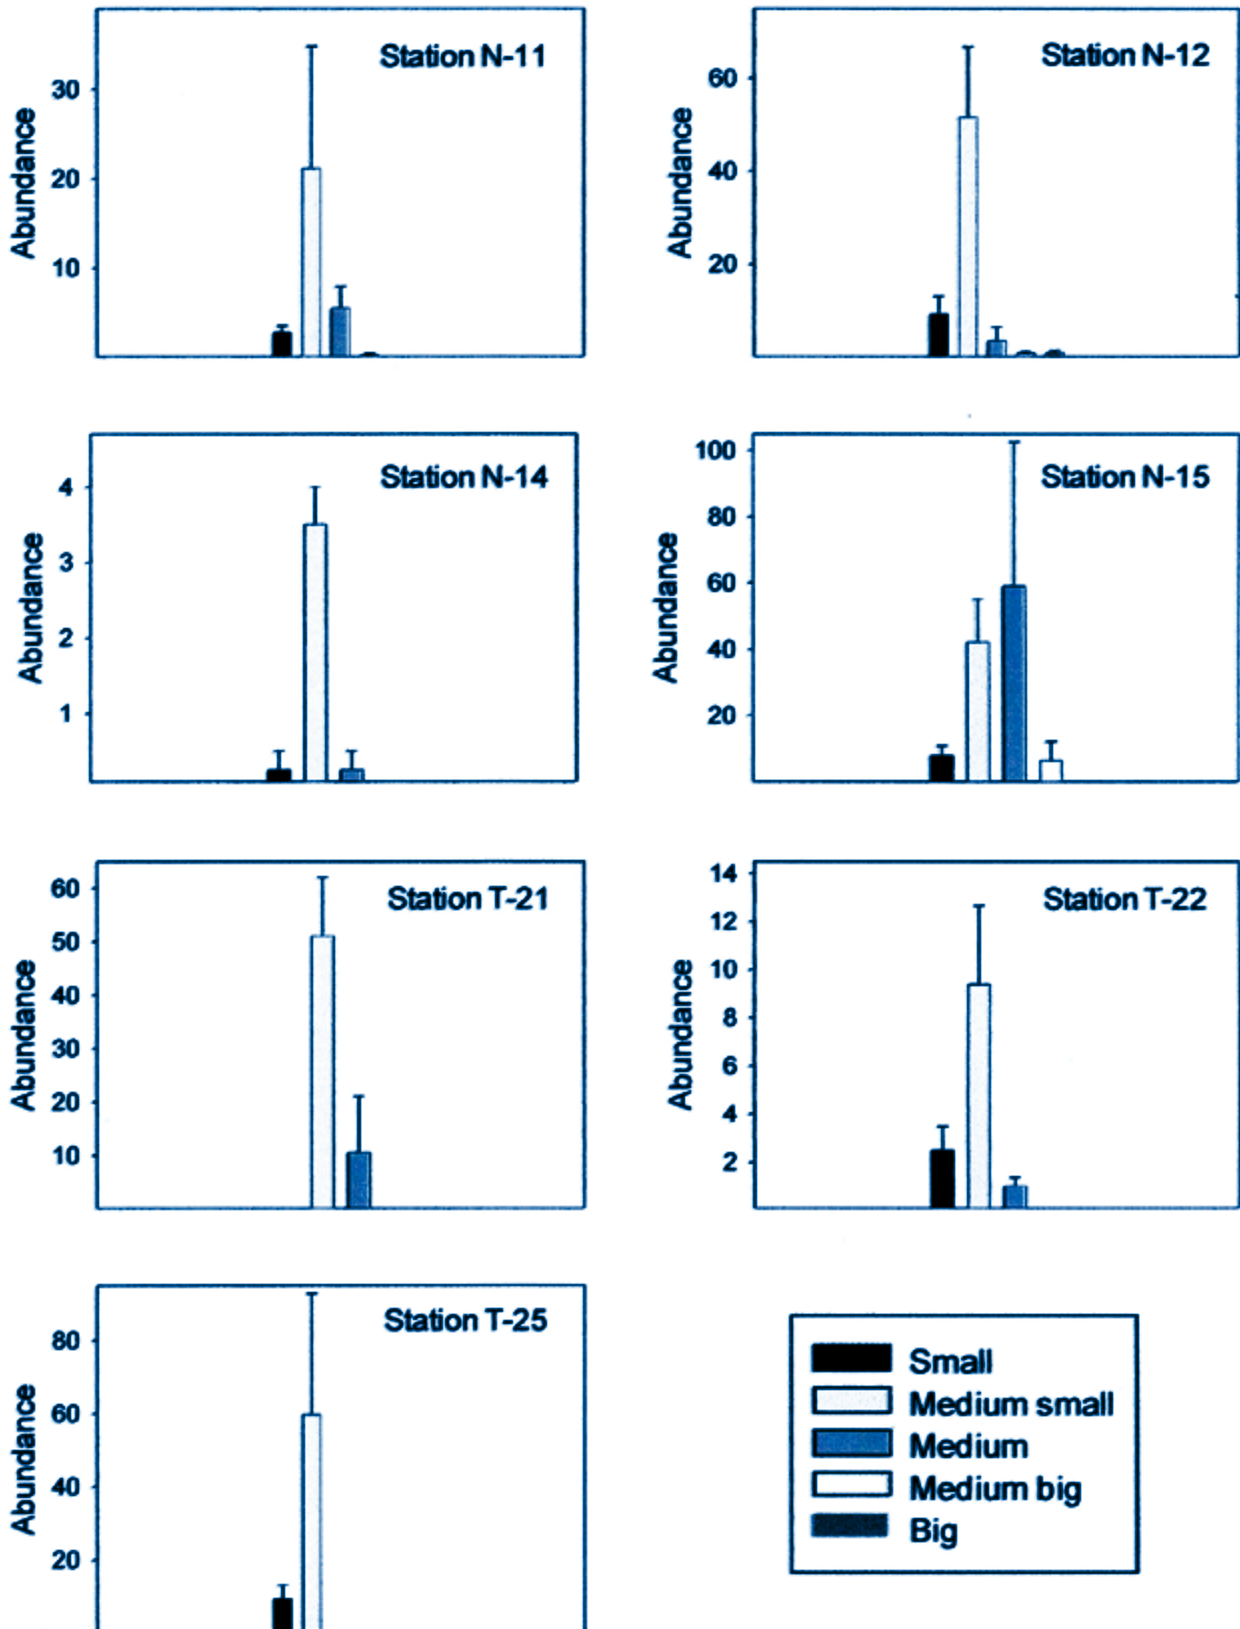 Station N-11
Abundance
30
20
10
Station N-12
Abundance
60
40
20
Station N-14
Abundance
4
3
2
1
Station N-15
Abundance
100
80
60
40
20
Station T-21
Abundance
60
50
40
30
20
10
Station T-22
Abundance
14
12
10
8
6
4
2
Station T-25
Abundance
80
60
40
20
Small
Medium small
Medium
Medium big
Big